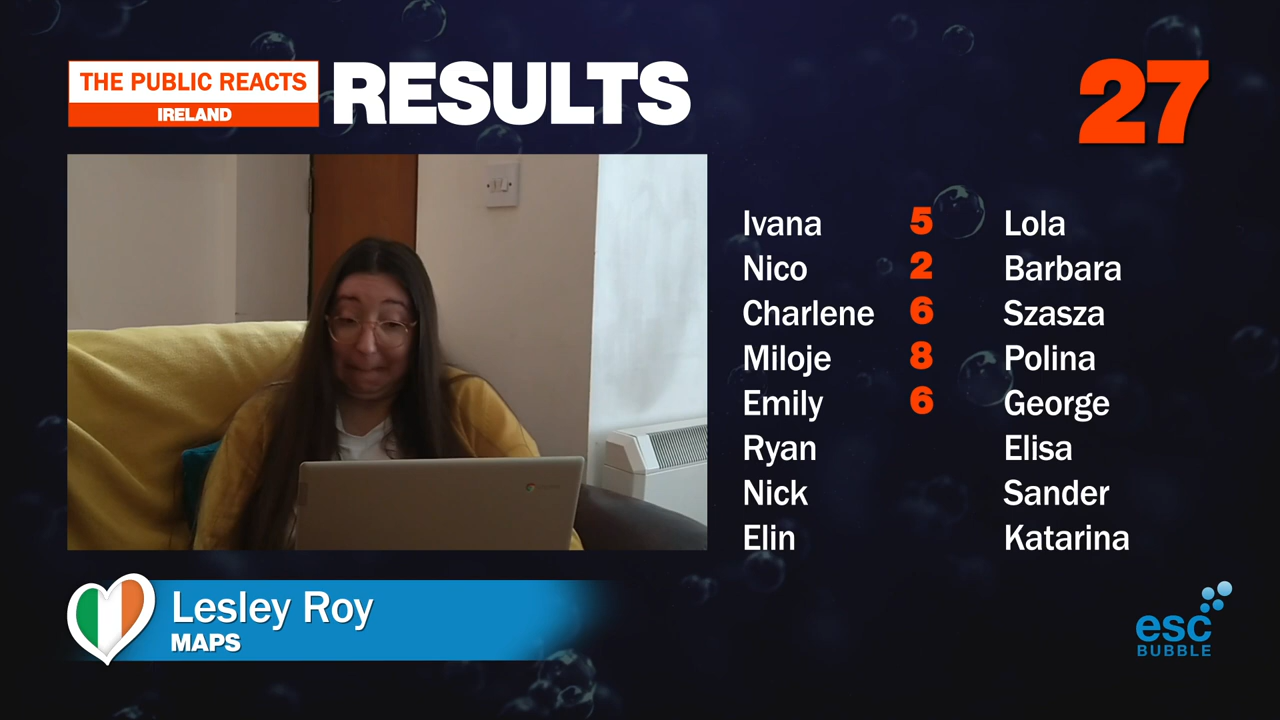 THE PUBLIC REACTS
IRELAND
RESULTS
27
Ivana 5
Nico 2
Charlene 6
Miloje 8
Emily 6
Ryan
Nick
Elin
Lola
Barbara
Szasza
Polina
George
Elisa
Sander
Katarina
Lesley Roy
MAPS
esc
BUBBLE